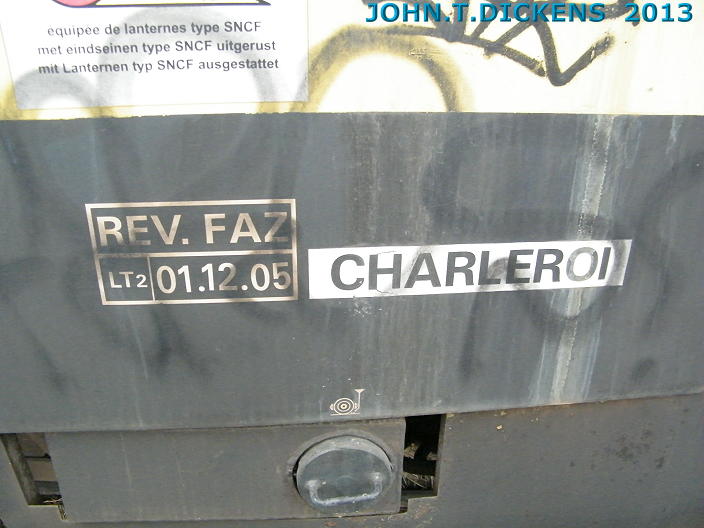 JOHN.T.DICKENS 2013
equipee de lanternes type SNCF
met eindseinen type SNCF uitgerust
mit Lanternen typ SNCF ausgestattet
REV. FAZ
LT2 01.12.05
CHARLEROI